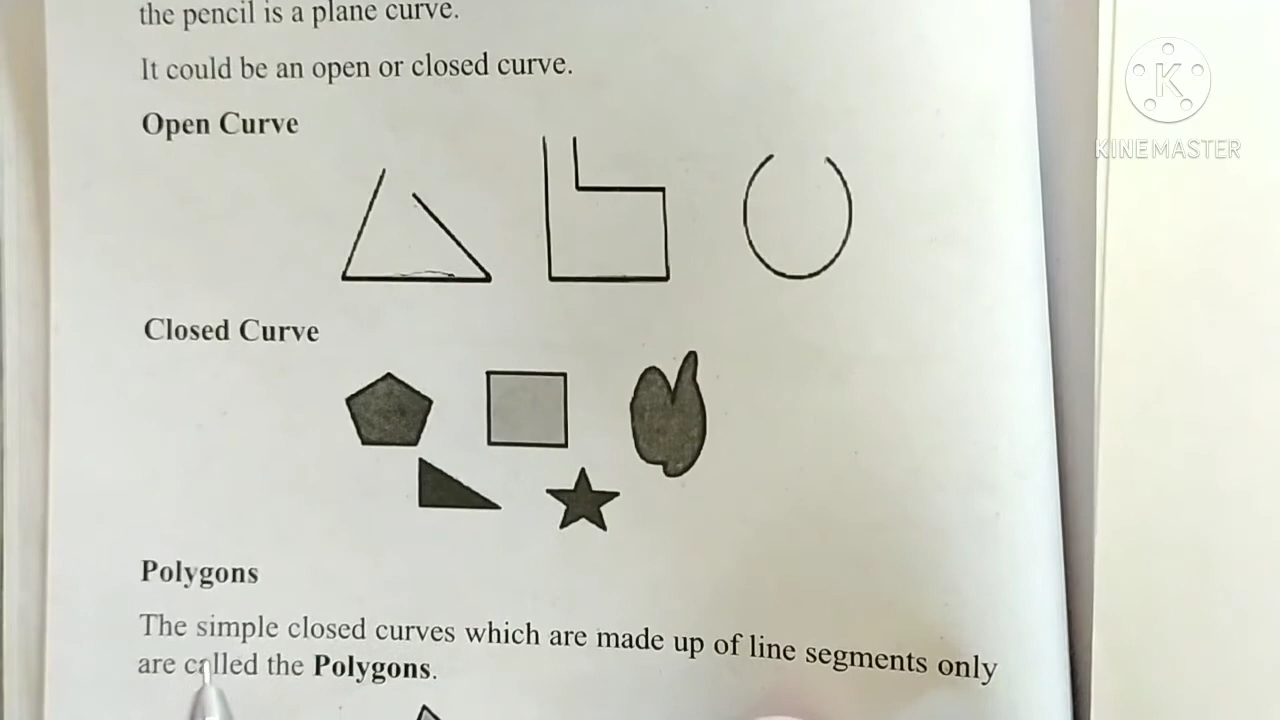 the pencil is a plane curve.
It could be an open or closed curve.
K
KINEMASTER
Open Curve
Closed Curve
Polygons
The simple closed curves which are made up of line segments only
are called the Polygons.